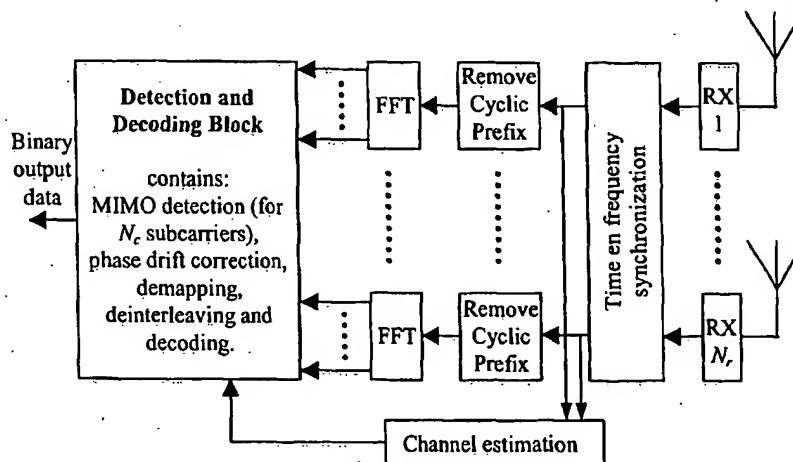 Detection and
Decoding Block
contains:
MIMO detection (for
N_c subcarriers),
phase drift correction,
demapping,
deinterleaving and
decoding.
Binary
output
data
FFT
Remove
Cyclic
Prefix
Time en frequency
synchronization
RX
1
FFT
Remove
Cyclic
Prefix
RX
N_r
Channel estimation